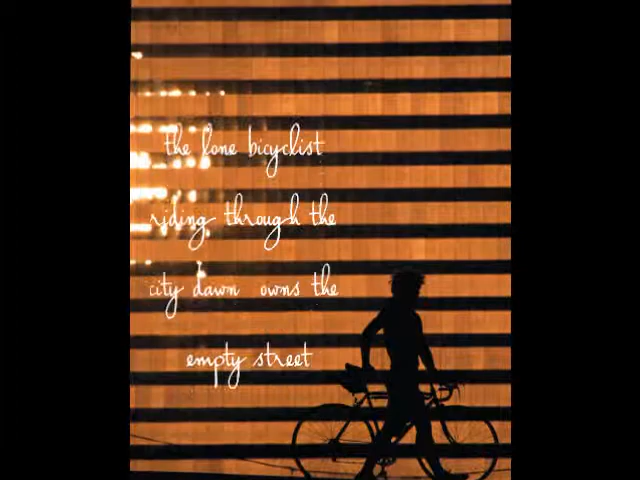 the lone bicyclist
riding through the
city dawn owns the
empty street